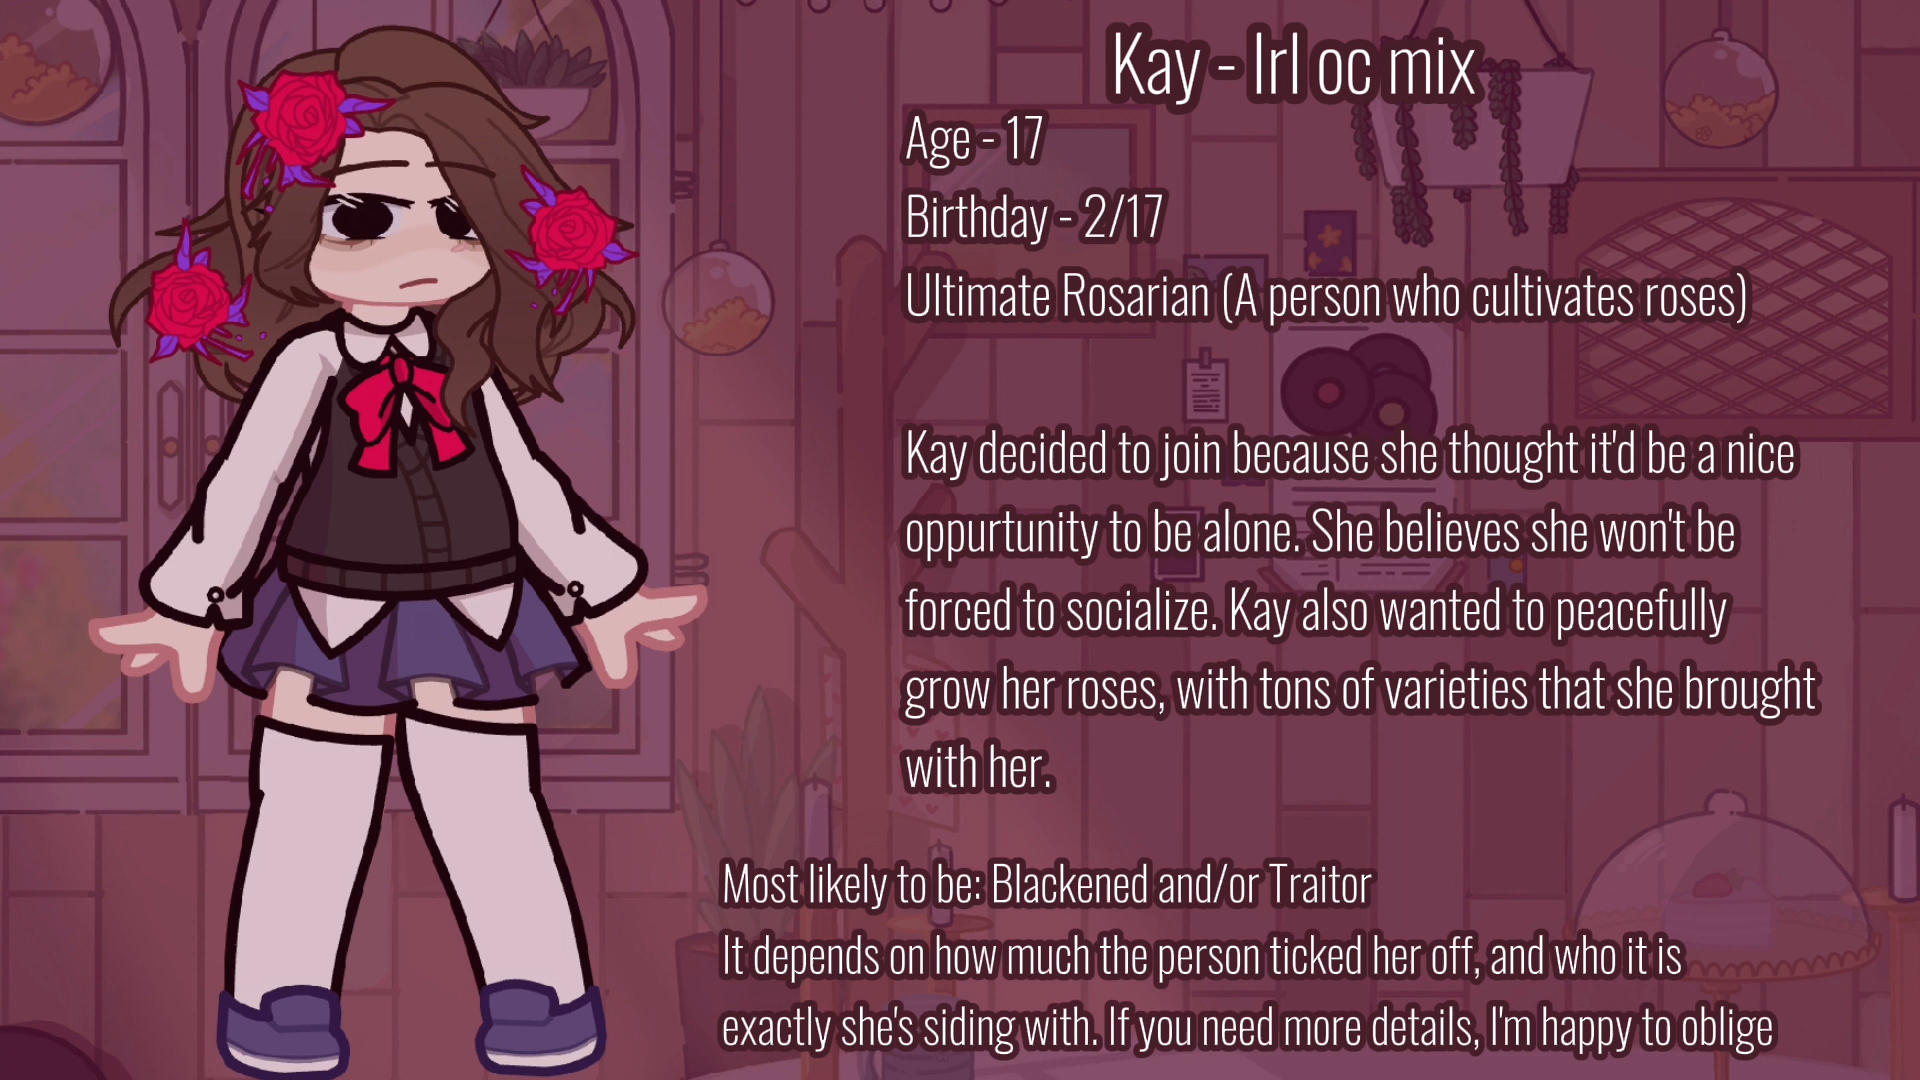 Kay - Irl oc mix
Age - 17
Birthday - 2/17
Ultimate Rosarian (A person who cultivates roses)
Kay decided to join because she thought it'd be a nice
oppurtunity to be alone. She believes she won't be
forced to socialize. Kay also wanted to peacefully
grow her roses, with tons of varieties that she brought
with her.
Most likely to be: Blackened and/or Traitor
It depends on how much the person ticked her off, and who it is
exactly she's siding with. If you need more details, I'm happy to oblige